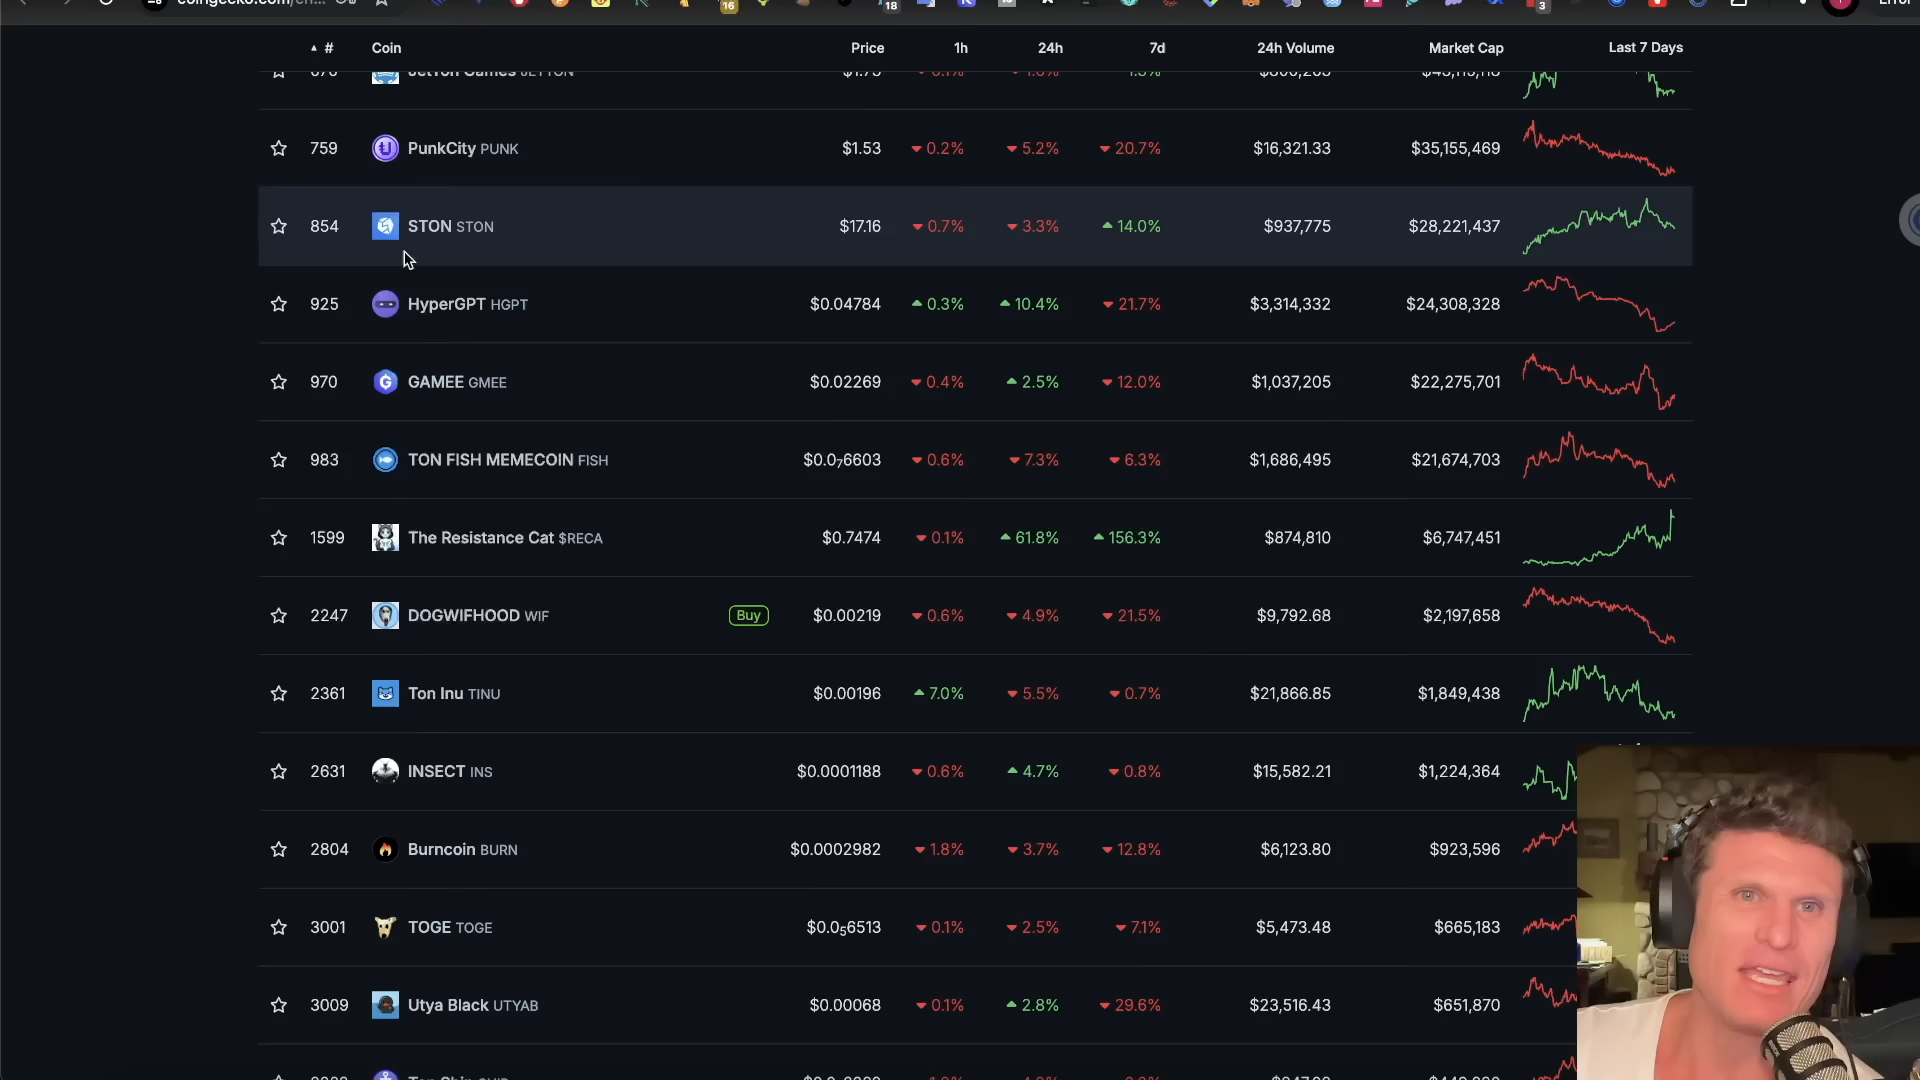 16 18 3
# Coin Price 1h 24h 7d 24h Volume Market Cap Last 7 Days
759 PunkCity PUNK $1.53 0.2% 5.2% 20.7% $16,321.33 $35,155,469
854 STON STON $17.16 0.7% 3.3% 14.0% $937,775 $28,221,437
925 HyperGPT HGPT $0.04784 0.3% 10.4% 21.7% $3,314,332 $24,308,328
970 GAMEE GMEE $0.02269 0.4% 2.5% 12.0% $1,037,205 $22,275,701
983 TON FISH MEMECOIN FISH $0.0₇6603 0.6% 7.3% 6.3% $1,686,495 $21,674,703
1599 The Resistance Cat $RECA $0.7474 0.1% 61.8% 156.3% $874,810 $6,747,451
2247 DOGWIFHOOD WIF Buy $0.00219 0.6% 4.9% 21.5% $9,792.68 $2,197,658
2361 Ton Inu TINU $0.00196 7.0% 5.5% 0.7% $21,866.85 $1,849,438
2631 INSECT INS $0.0001188 0.6% 4.7% 0.8% $15,582.21 $1,224,364
2804 Burncoin BURN $0.0002982 1.8% 3.7% 12.8% $6,123.80 $923,596
3001 TOGE TOGE $0.0₅6513 0.1% 2.5% 7.1% $5,473.48 $665,183
3009 Utya Black UTYAB $0.00068 0.1% 2.8% 29.6% $23,516.43 $651,870